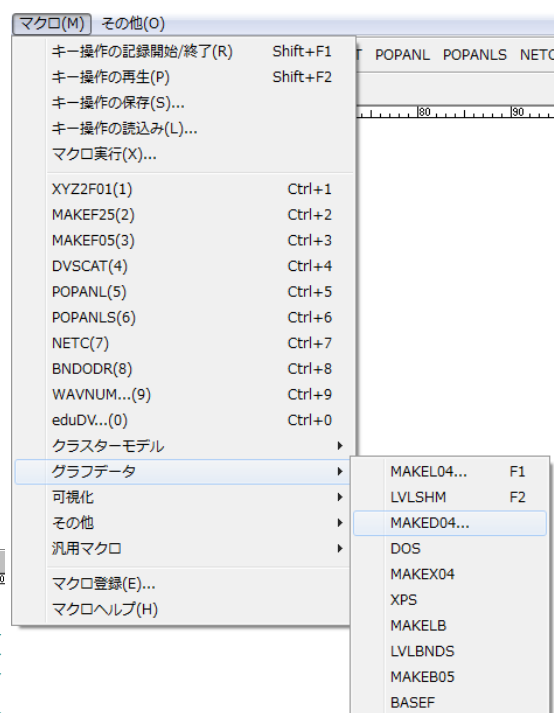 マクロ(M) その他(O)
キー操作の記録開始/終了(R) Shift+F1
キー操作の再生(P) Shift+F2
キー操作の保存(S)...
キー操作の読込み(L)...
マクロ実行(X)...
POPANL POPANLS
80 90
XYZ2F01(1) Ctrl+1
MAKEF25(2) Ctrl+2
MAKEF05(3) Ctrl+3
DVSCAT(4) Ctrl+4
POPANL(5) Ctrl+5
POPANLS(6) Ctrl+6
NETC(7) Ctrl+7
BNDODR(8) Ctrl+8
WAVNUM...(9) Ctrl+9
eduDV...(0) Ctrl+0
クラスターモデル
グラフデータ
可視化
その他
汎用マクロ
マクロ登録(E)...
マクロヘルプ(H)
MAKEL04... F1
LVLSHM F2
MAKED04...
DOS
MAKEX04
XPS
MAKELB
LVLBNDS
MAKEB05
BASEF